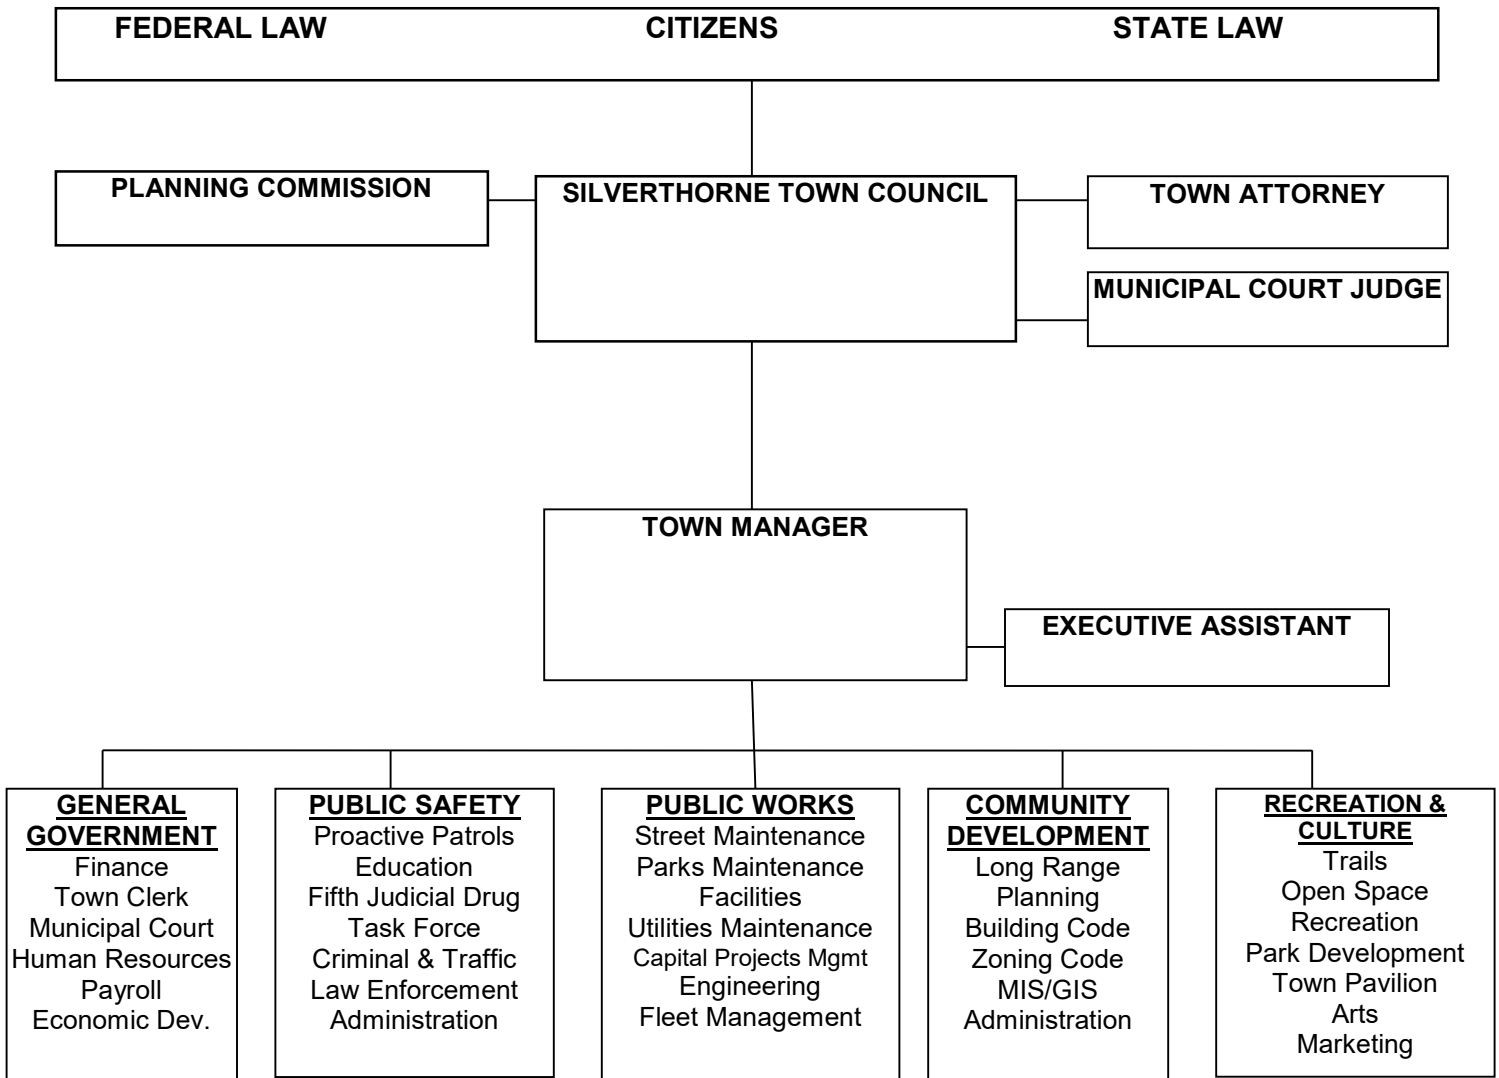 FEDERAL LAW CITIZENS STATE LAW
PLANNING COMMISSION
SILVERTHORNE TOWN COUNCIL
TOWN ATTORNEY
MUNICIPAL COURT JUDGE
TOWN MANAGER
EXECUTIVE ASSISTANT
GENERAL
GOVERNMENT
Finance
Town Clerk
Municipal Court
Human Resources
Payroll
Economic Dev.
PUBLIC SAFETY
Proactive Patrols
Education
Fifth Judicial Drug
Task Force
Criminal & Traffic
Law Enforcement
Administration
PUBLIC WORKS
Street Maintenance
Parks Maintenance
Facilities
Utilities Maintenance
Capital Projects Mgmt
Engineering
Fleet Management
COMMUNITY
DEVELOPMENT
Long Range
Planning
Building Code
Zoning Code
MIS/GIS
Administration
RECREATION &
CULTURE
Trails
Open Space
Recreation
Park Development
Town Pavilion
Arts
Marketing